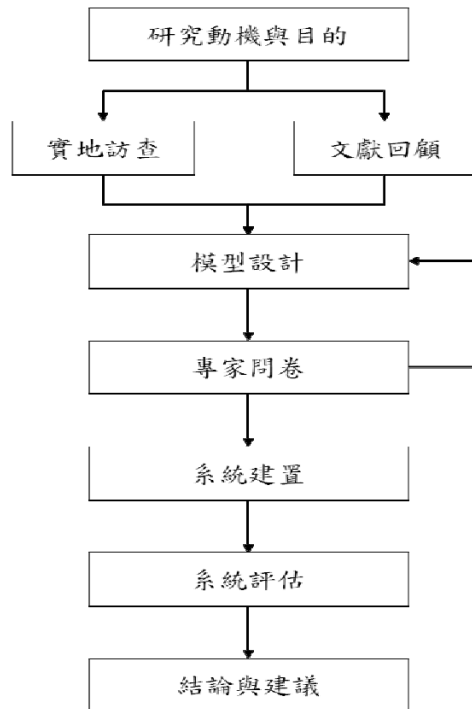 研究動機與目的
實地訪查
文獻回顧
模型設計
專家問卷
系統建置
系統評估
結論與建議